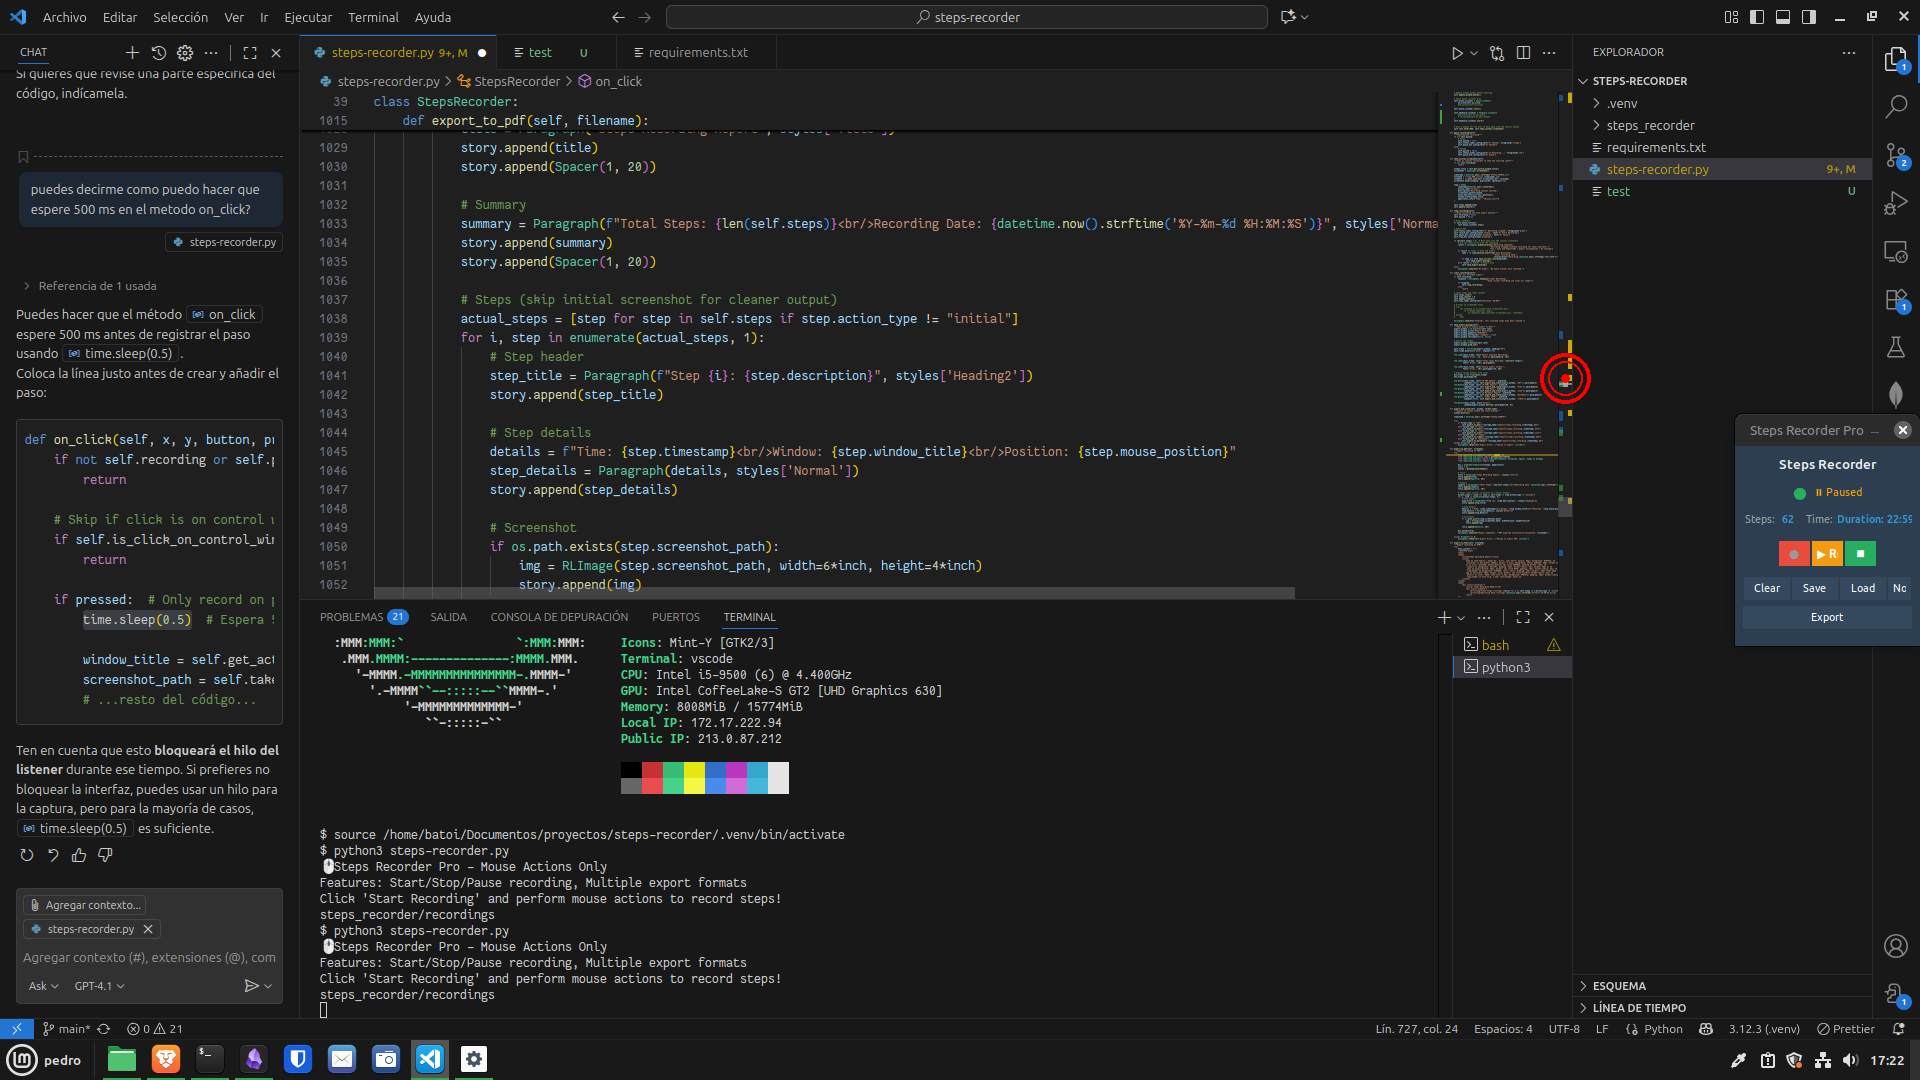 Archivo Editar Selección Ver Ir Ejecutar Terminal Ayuda
steps-recorder
CHAT
Si quieres que revise una parte específica del
código, indícamela.
puedes decirme como puedo hacer que
espere 500 ms en el metodo on_click?
steps-recorder.py
Referencia de 1 usada
Puedes hacer que el método on_click
espere 500 ms antes de registrar el paso
usando time.sleep(0.5) .
Coloca la línea justo antes de crear y añadir el
paso:
def on_click(self, x, y, button, pr
if not self.recording or self.p
return
# Skip if click is on control w
if self.is_click_on_control_win
return
if pressed: # Only record on p
time.sleep(0.5) # Espera 5
window_title = self.get_act
screenshot_path = self.take
# ...resto del código...
Ten en cuenta que esto bloqueará el hilo del
listener durante ese tiempo. Si prefieres no
bloquear la interfaz, puedes usar un hilo para
la captura, pero para la mayoría de casos,
time.sleep(0.5) es suficiente.
Agregar contexto...
steps-recorder.py
Agregar contexto (#), extensiones (@), com
Ask GPT-4.1
steps-recorder.py 9+, M
test U
requirements.txt
steps-recorder.py > StepsRecorder > on_click
39 class StepsRecorder:
1015 def export_to_pdf(self, filename):
1029 story.append(title)
1030 story.append(Spacer(1, 20))
1031
1032 # Summary
1033 summary = Paragraph(f"Total Steps: {len(self.steps)}<br/>Recording Date: {datetime.now().strftime('%Y-%m-%d %H:%M:%S')}", styles['Norma
1034 story.append(summary)
1035 story.append(Spacer(1, 20))
1036
1037 # Steps (skip initial screenshot for cleaner output)
1038 actual_steps = [step for step in self.steps if step.action_type != "initial"]
1039 for i, step in enumerate(actual_steps, 1):
1040 # Step header
1041 step_title = Paragraph(f"Step {i}: {step.description}", styles['Heading2'])
1042 story.append(step_title)
1043
1044 # Step details
1045 details = f"Time: {step.timestamp}<br/>Window: {step.window_title}<br/>Position: {step.mouse_position}"
1046 step_details = Paragraph(details, styles['Normal'])
1047 story.append(step_details)
1048
1049 # Screenshot
1050 if os.path.exists(step.screenshot_path):
1051 img = RLImage(step.screenshot_path, width=6*inch, height=4*inch)
1052 story.append(img)
PROBLEMAS 21 SALIDA CONSOLA DE DEPURACIÓN PUERTOS TERMINAL
:MMM:MMM:` `:MMM:MMM: Icons: Mint-Y [GTK2/3]
.MMM.MMMM:--------------:MMMM.MMM. Terminal: vscode
'-MMMM.-MMMMMMMMMMMMMMM-.MMMM-' CPU: Intel i5-9500 (6) @ 4.400GHz
'.-MMMM``--:::::--``MMMM-.' GPU: Intel CoffeeLake-S GT2 [UHD Graphics 630]
'-MMMMMMMMMMMMM-' Memory: 8008MiB / 15774MiB
``-:::::-`` Local IP: 172.17.222.94
Public IP: 213.0.87.212
$ source /home/batoi/Documentos/proyectos/steps-recorder/.venv/bin/activate
$ python3 steps-recorder.py
Steps Recorder Pro - Mouse Actions Only
Features: Start/Stop/Pause recording, Multiple export formats
Click 'Start Recording' and perform mouse actions to record steps!
steps_recorder/recordings
$ python3 steps-recorder.py
Steps Recorder Pro - Mouse Actions Only
Features: Start/Stop/Pause recording, Multiple export formats
Click 'Start Recording' and perform mouse actions to record steps!
steps_recorder/recordings
bash
python3
EXPLORADOR
STEPS-RECORDER
.venv
steps_recorder
requirements.txt
steps-recorder.py 9+, M
test U
Steps Recorder Pro
Steps Recorder
Paused
Steps: 62 Time: Duration: 22:59
R
Clear Save Load No
Export
ESQUEMA
LÍNEA DE TIEMPO
main* 0 21
Lín. 727, col. 24 Espacios: 4 UTF-8 LF Python 3.12.3 (.venv) Prettier
pedro
17:22